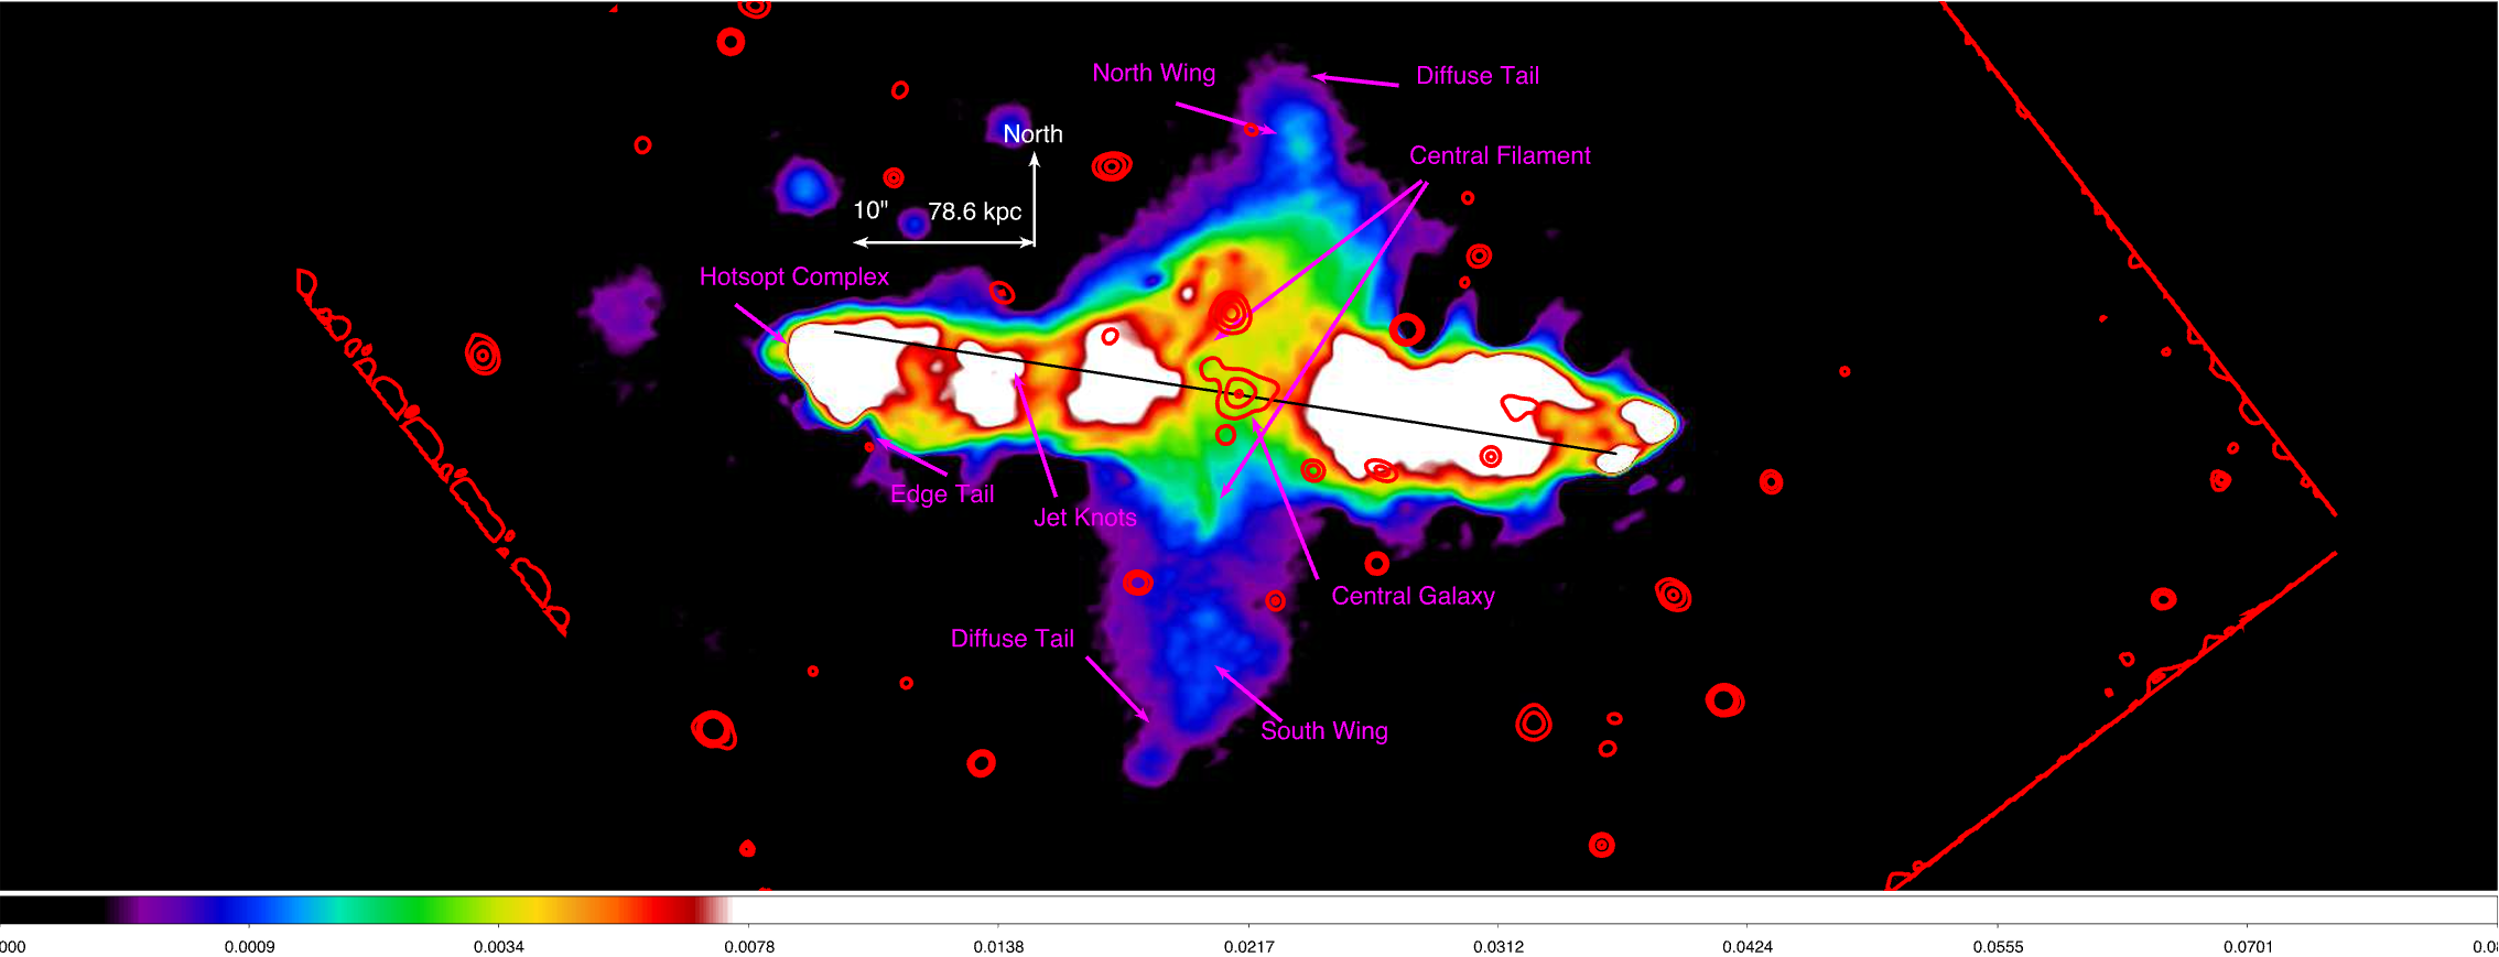 North Wing
Diffuse Tail
North
Central Filament
10"
78.6 kpc
Hotsopt Complex
Edge Tail
Jet Knots
Central Galaxy
Diffuse Tail
South Wing
000
0.0009
0.0034
0.0078
0.0138
0.0217
0.0312
0.0424
0.0555
0.0701
0.0